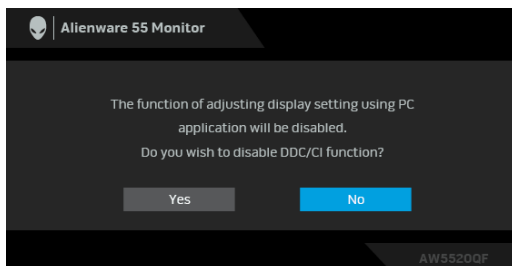 Alienware 55 Monitor
The function of adjusting display setting using PC
application will be disabled.
Do you wish to disable DDC/CI function?
Yes No
AW5520QF